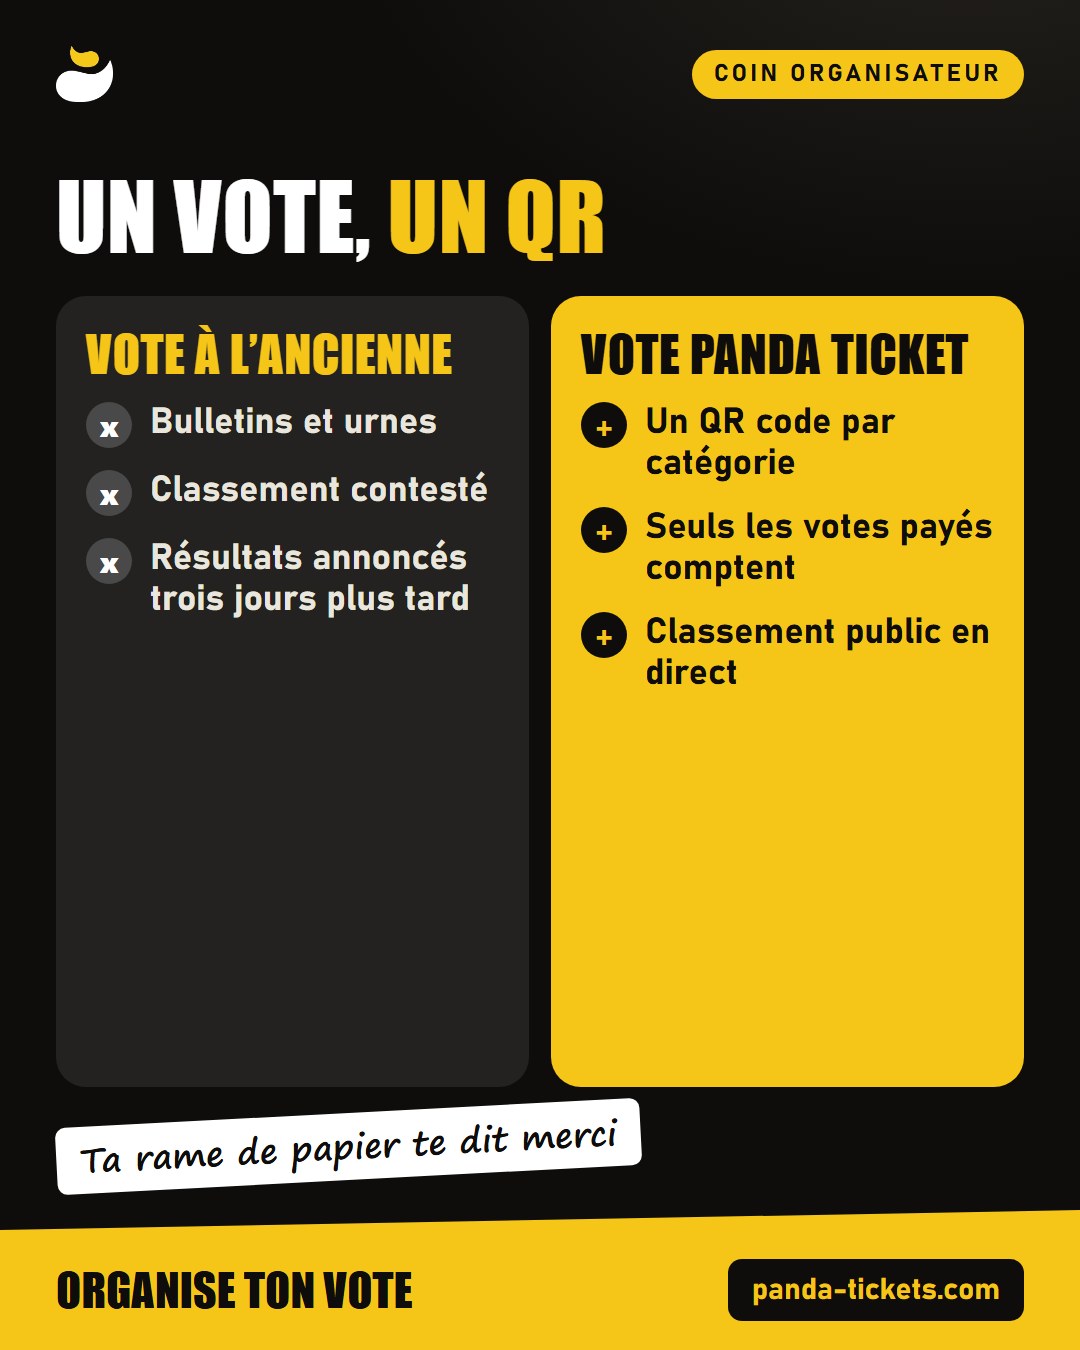 COIN ORGANISATEUR
UN VOTE, UN QR
VOTE À L’ANCIENNE
x Bulletins et urnes
x Classement contesté
x Résultats annoncés
trois jours plus tard
VOTE PANDA TICKET
+ Un QR code par
catégorie
+ Seuls les votes payés
comptent
+ Classement public en
direct
Ta rame de papier te dit merci
ORGANISE TON VOTE
panda-tickets.com